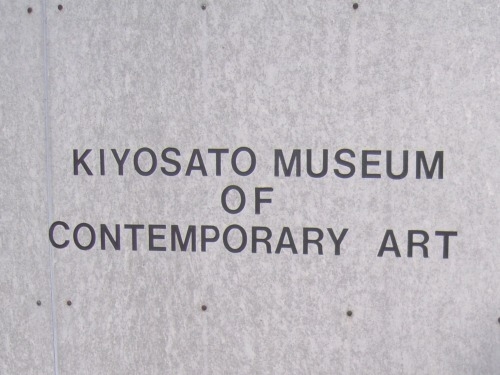 KIYOSATO MUSEUM
OF
CONTEMPORARY ART